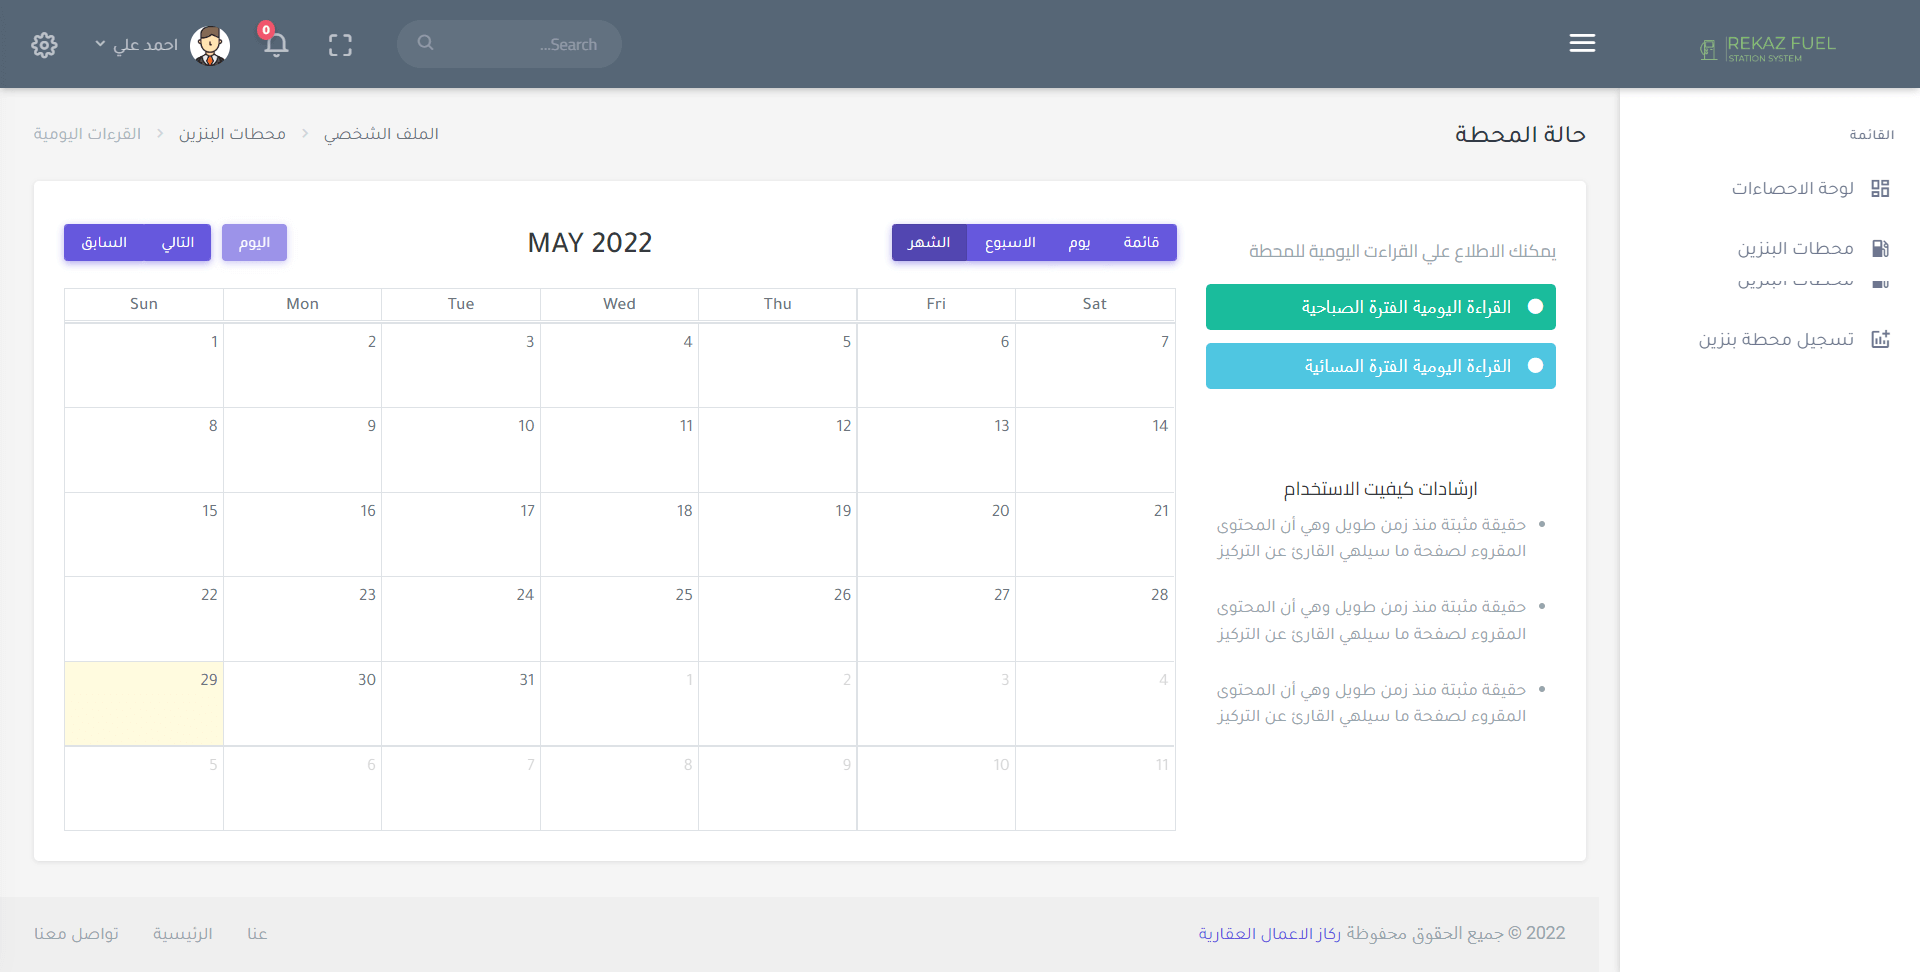 REKAZ FUEL
STATION SYSTEM
Search...
0
احمد علي
القائمة
لوحة الاحصاءات
محطات البنزين
محطات البنزين
تسجيل محطة بنزين
حالة المحطة
الملف الشخصي
محطات البنزين
القرءات اليومية
يمكنك الاطلاع علي القراءت اليومية للمحطة
القراءة اليومية الفترة الصباحية
القراءة اليومية الفترة المسائية
ارشادات كيفيت الاستخدام
حقيقة مثبتة منذ زمن طويل وهي أن المحتوى
المقروء لصفحة ما سيلهي القارئ عن التركيز
حقيقة مثبتة منذ زمن طويل وهي أن المحتوى
المقروء لصفحة ما سيلهي القارئ عن التركيز
حقيقة مثبتة منذ زمن طويل وهي أن المحتوى
المقروء لصفحة ما سيلهي القارئ عن التركيز
قائمة يوم الاسبوع الشهر
MAY 2022
اليوم
التالي السابق
Sun Mon Tue Wed Thu Fri Sat
1 2 3 4 5 6 7
8 9 10 11 12 13 14
15 16 17 18 19 20 21
22 23 24 25 26 27 28
29 30 31 1 2 3 4
5 6 7 8 9 10 11
2022 © جميع الحقوق محفوظة ركاز الاعمال العقارية
عنا الرئيسية تواصل معنا